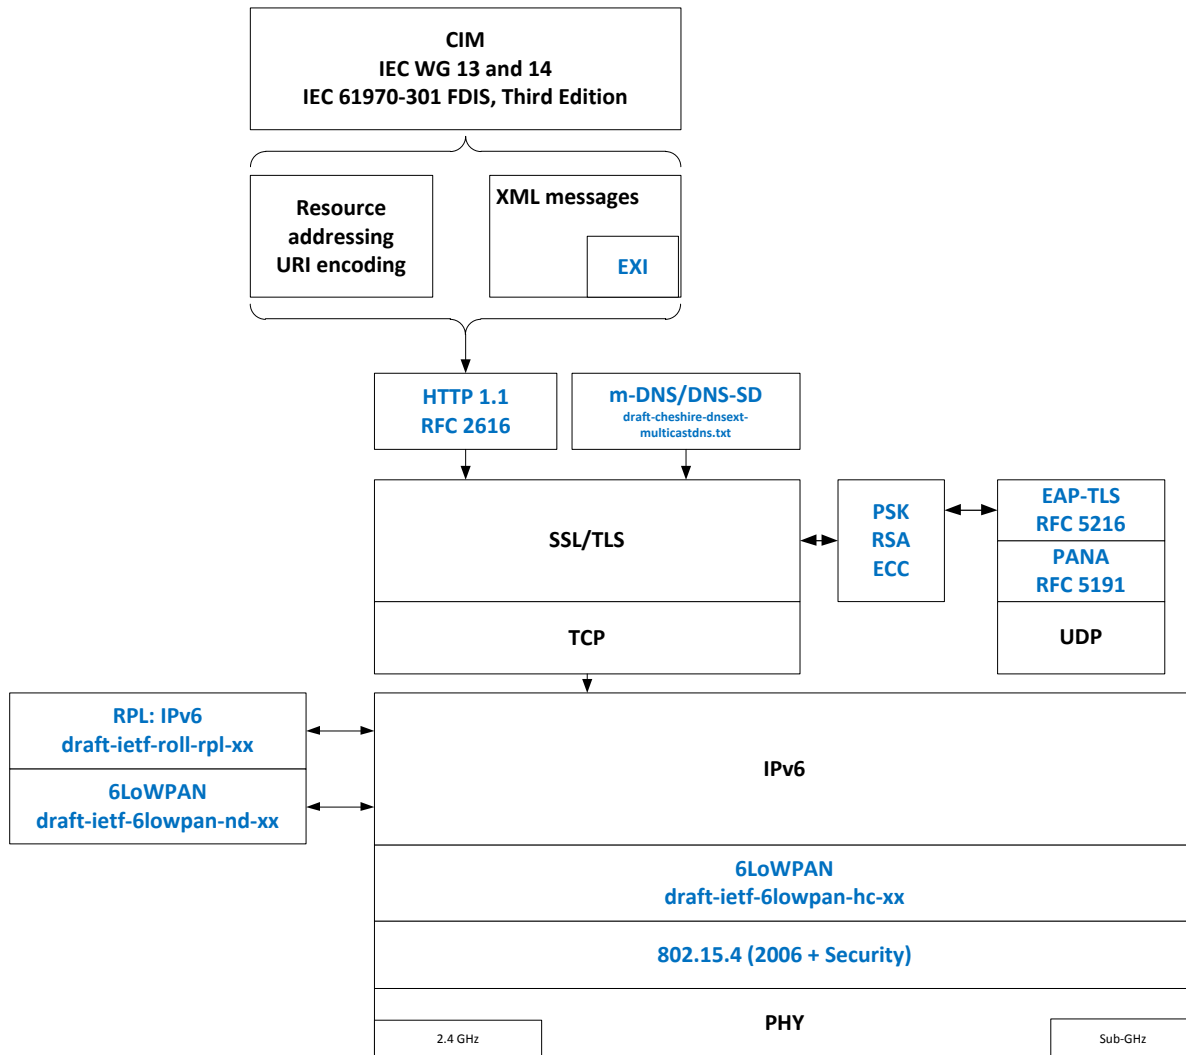 CIM
IEC WG 13 and 14
IEC 61970-301 FDIS, Third Edition
Resource
addressing
URI encoding
XML messages
EXI
HTTP 1.1
RFC 2616
m-DNS/DNS-SD
draft-cheshire-dnsext-
multicastdns.txt
SSL/TLS
PSK
RSA
ECC
EAP-TLS
RFC 5216
PANA
RFC 5191
TCP
UDP
RPL: IPv6
draft-ietf-roll-rpl-xx
6LoWPAN
draft-ietf-6lowpan-nd-xx
IPv6
6LoWPAN
draft-ietf-6lowpan-hc-xx
802.15.4 (2006 + Security)
PHY
2.4 GHz
Sub-GHz